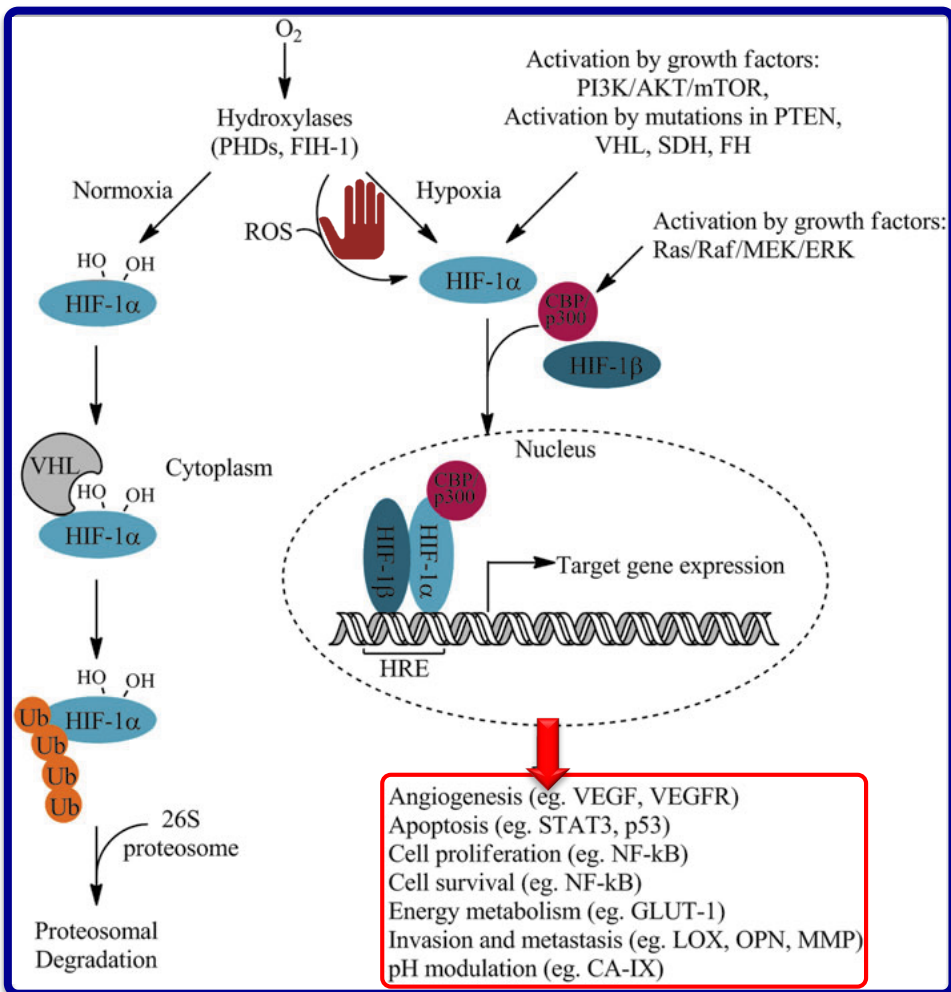 O2
Hydroxylases
(PHDs, FIH-1)
Activation by growth factors:
PI3K/AKT/mTOR,
Activation by mutations in PTEN,
VHL, SDH, FH
Normoxia
Hypoxia
ROS
Activation by growth factors:
Ras/Raf/MEK/ERK
HO
OH
HIF-1α
HIF-1α
CBP
p300
HIF-1β
VHL
HO
OH
HIF-1α
Cytoplasm
Nucleus
CBP
p300
HIF-1β
HIF-1α
Target gene expression
HRE
HO
OH
HIF-1α
Ub
Ub
Ub
Ub
26S
proteosome
Proteosomal
Degradation
Angiogenesis (eg. VEGF, VEGFR)
Apoptosis (eg. STAT3, p53)
Cell proliferation (eg. NF-kB)
Cell survival (eg. NF-kB)
Energy metabolism (eg. GLUT-1)
Invasion and metastasis (eg. LOX, OPN, MMP)
pH modulation (eg. CA-IX)